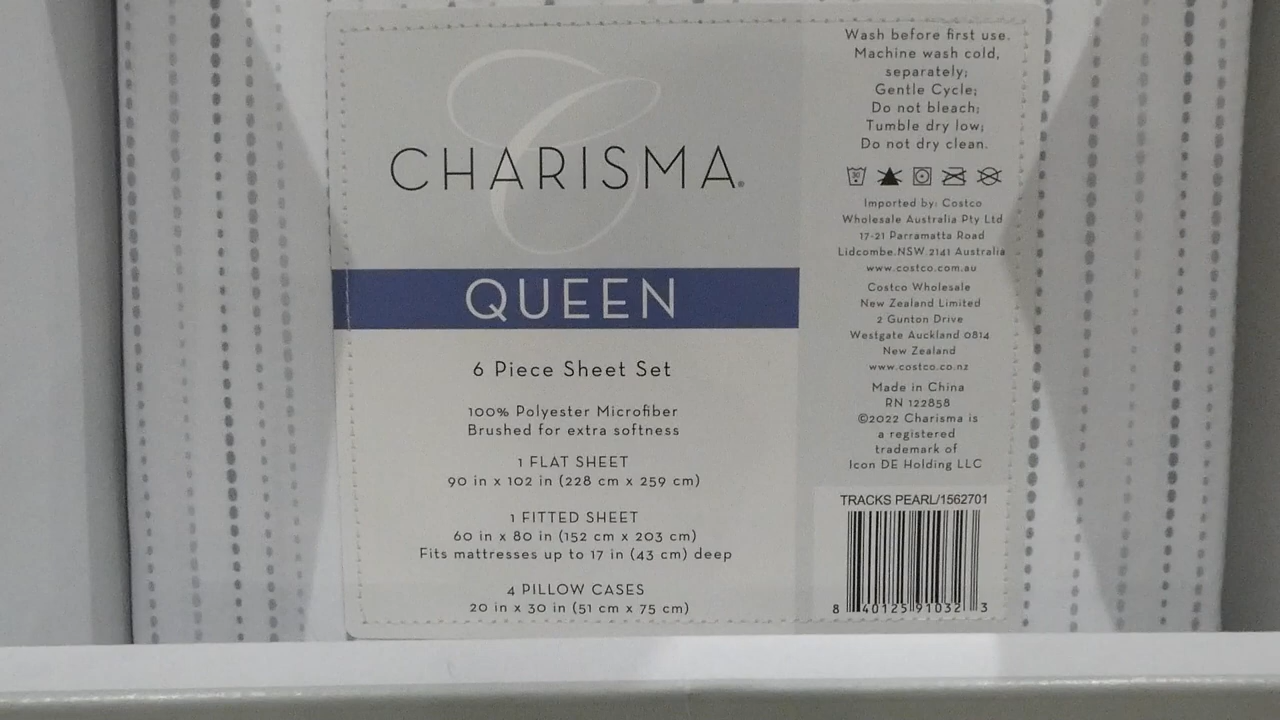 CHARISMA®
QUEEN
6 Piece Sheet Set
100% Polyester Microfiber
Brushed for extra softness
1 FLAT SHEET
90 in x 102 in (228 cm x 259 cm)
1 FITTED SHEET
60 in x 80 in (152 cm x 203 cm)
Fits mattresses up to 17 in (43 cm) deep
4 PILLOW CASES
20 in x 30 in (51 cm x 75 cm)
Wash before first use.
Machine wash cold,
separately;
Gentle Cycle;
Do not bleach;
Tumble dry low;
Do not dry clean.
Imported by: Costco
Wholesale Australia Pty Ltd
17-21 Parramatta Road
Lidcombe.NSW 2141 Australia
www.costco.com.au
Costco Wholesale
New Zealand Limited
2 Gunton Drive
Westgate Auckland 0814
New Zealand
www.costco.co.nz
Made in China
RN 122858
©2022 Charisma is
a registered
trademark of
Icon DE Holding LLC
TRACKS PEARL/1562701
8 40125 91032 3